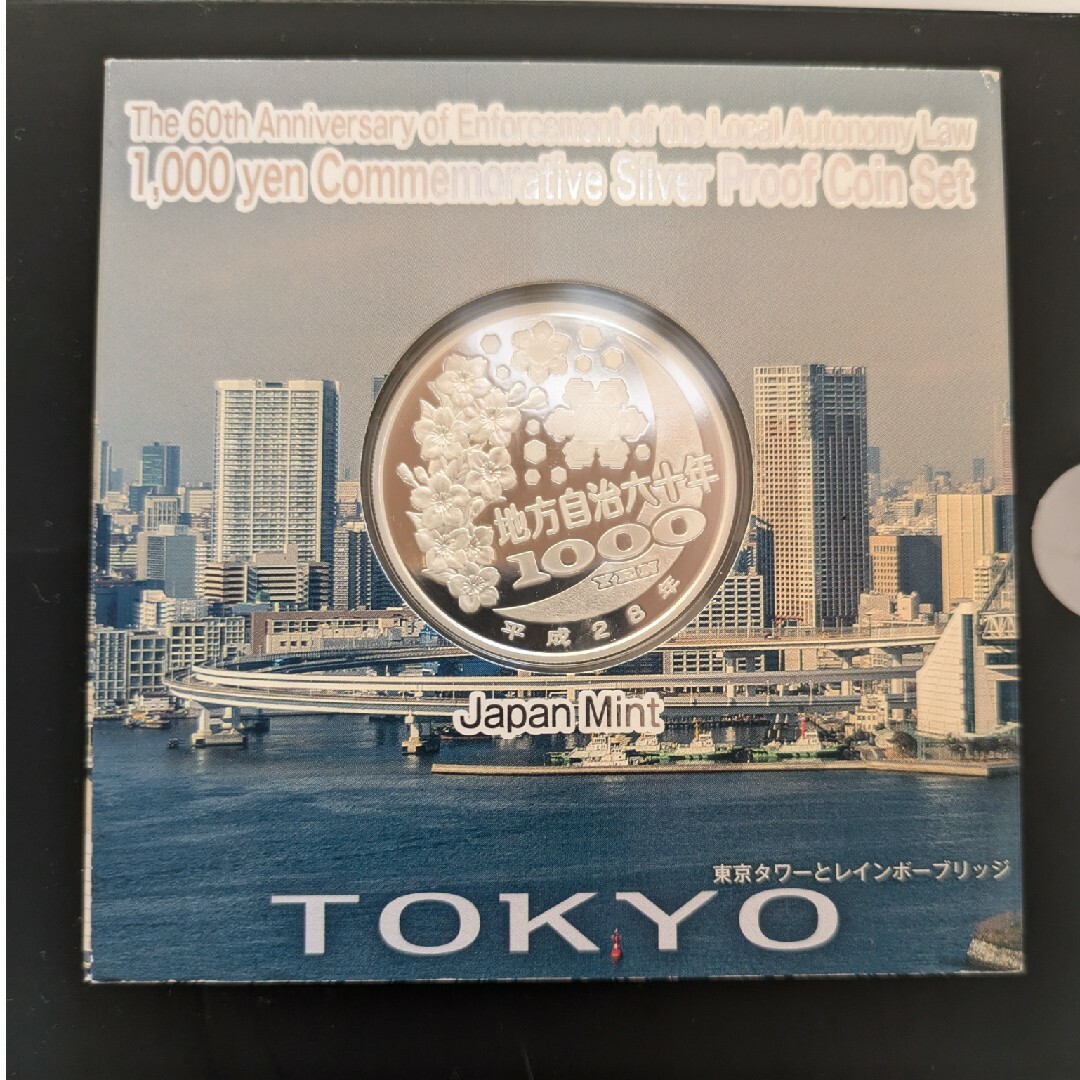 The 60th Anniversary of Enforcement of the Local Autonomy Law
1,000 yen Commemorative Silver Proof Coin Set
地方自治六十年
1000
YEN
平成28年
Japan Mint
東京タワーとレインボーブリッジ
TOKYO